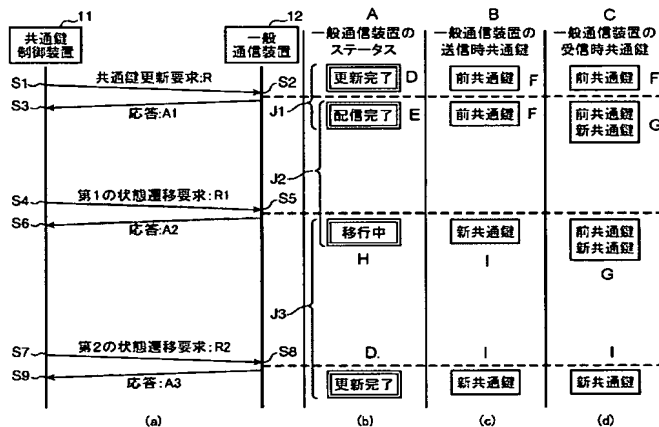 11
共通鍵
制御装置
12
一般
通信装置
A
一般通信装置の
ステータス
B
一般通信装置の
送信時共通鍵
C
一般通信装置の
受信時共通鍵
S1
共通鍵更新要求:R
S2
更新完了
D
前共通鍵
F
前共通鍵
F
S3
応答:A1
J1
配信完了
E
前共通鍵
F
前共通鍵
新共通鍵
G
J2
S4
第1の状態遷移要求:R1
S5
S6
応答:A2
移行中
H
新共通鍵
I
前共通鍵
新共通鍵
G
J3
S7
第2の状態遷移要求:R2
S8
D.
I
I
S9
応答:A3
更新完了
新共通鍵
新共通鍵
(a)
(b)
(c)
(d)